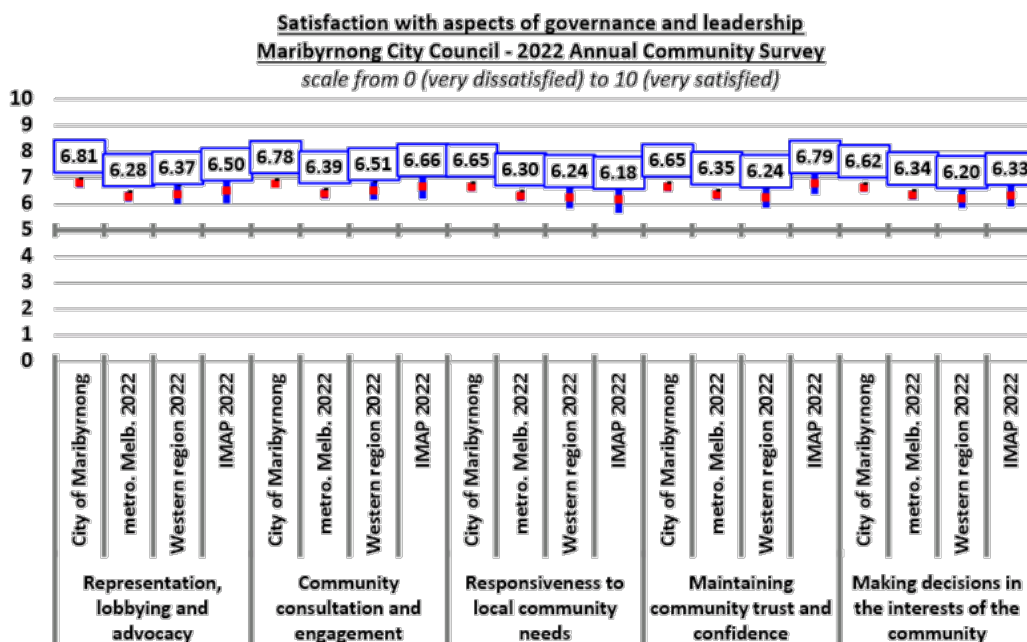 Satisfaction with aspects of governance and leadership
Maribyrnong City Council - 2022 Annual Community Survey
scale from 0 (very dissatisfied) to 10 (very satisfied)
10
9
8
7
6
5
4
3
2
1
0
6.81
6.28
6.37
6.50
6.78
6.39
6.51
6.66
6.65
6.30
6.24
6.18
6.65
6.35
6.24
6.79
6.62
6.34
6.20
6.33
City of Maribyrnong
metro. Melb. 2022
Western region 2022
IMAP 2022
City of Maribyrnong
metro. Melb. 2022
Western region 2022
IMAP 2022
City of Maribyrnong
metro. Melb. 2022
Western region 2022
IMAP 2022
City of Maribyrnong
metro. Melb. 2022
Western region 2022
IMAP 2022
City of Maribyrnong
metro. Melb. 2022
Western region 2022
IMAP 2022
Representation,
lobbying and
advocacy
Community
consultation and
engagement
Responsiveness to
local community
needs
Maintaining
community trust and
confidence
Making decisions in
the interests of the
community